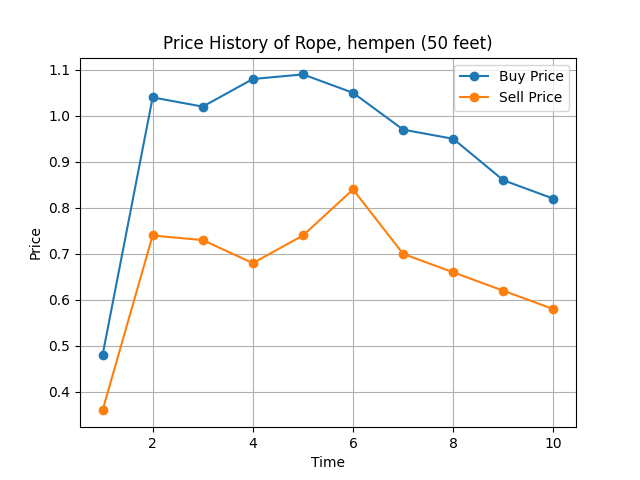 Price History of Rope, hempen (50 feet)
Buy Price
Sell Price
1.1
1.0
0.9
0.8
0.7
0.6
0.5
0.4
Price
2 4 6 8 10
Time